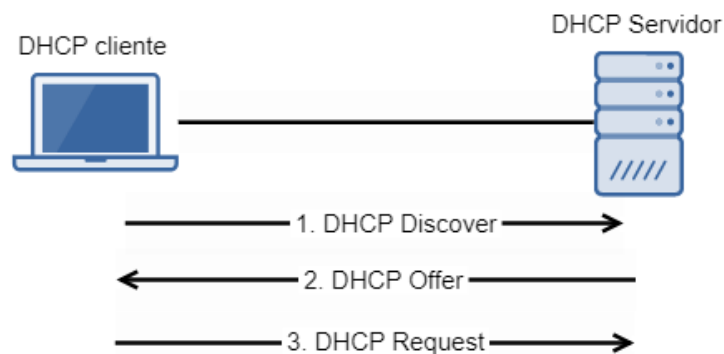 DHCP Servidor
DHCP cliente
1. DHCP Discover
2. DHCP Offer
3. DHCP Request